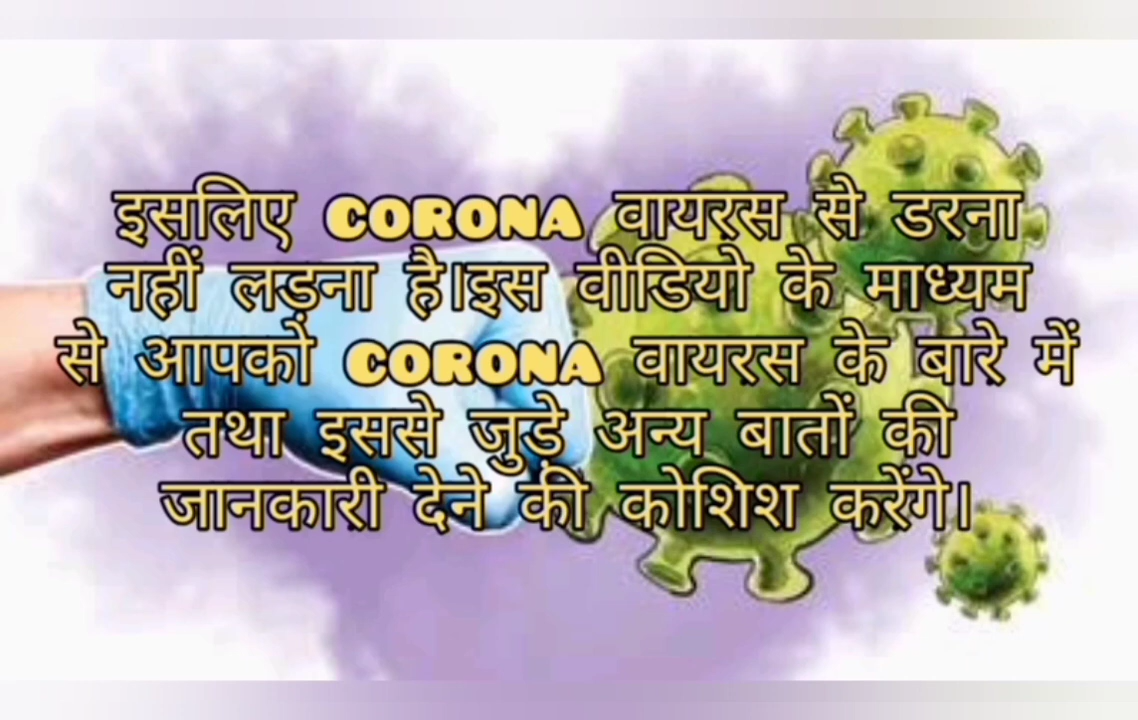 इसलिए CORONA वायरस से डरना
नहीं लड़ना है।इस वीडियो के माध्यम
से आपको CORONA वायरस के बारे में
तथा इससे जुड़े अन्य बातों की
जानकारी देने की कोशिश करेंगे।